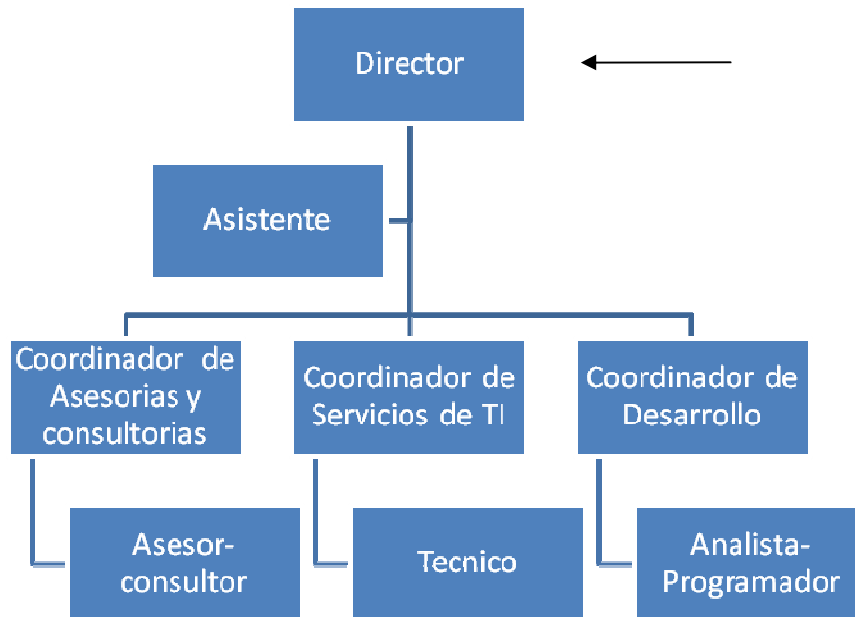 Director
Asistente
Coordinador de
Asesorias y
consultorias
Coordinador de
Servicios de TI
Coordinador de
Desarrollo
Asesor-
consultor
Tecnico
Analista-
Programador